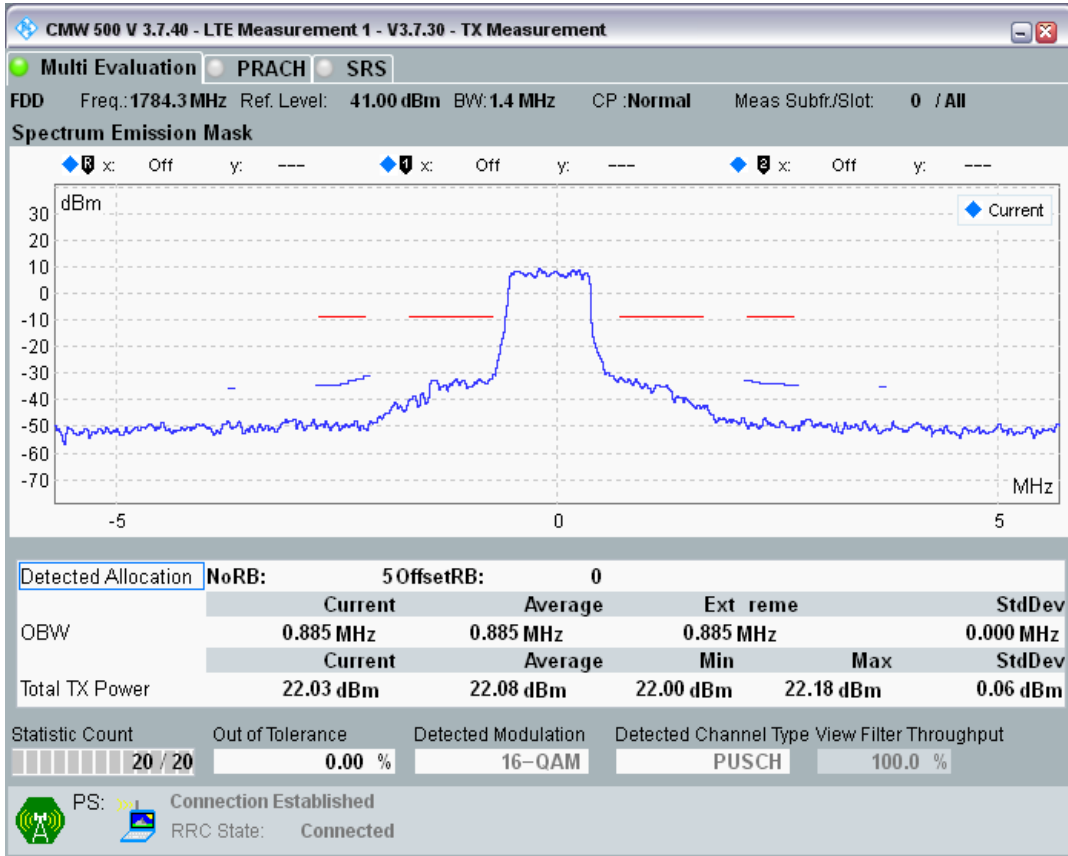 CMW 500 V 3.7.40 - LTE Measurement 1 - V3.7.30 - TX Measurement
Multi Evaluation PRACH SRS
FDD Freq.:1784.3 MHz Ref. Level: 41.00 dBm BW:1.4 MHz CP :Normal Meas Subfr./Slot: 0 / All
Spectrum Emission Mask
R x: Off y: --- 1 x: Off y: --- 2 x: Off y: ---
dBm
Current
30
20
10
0
-10
-20
-30
-40
-50
-60
-70
MHz
-5 0 5
Detected Allocation NoRB: 5 OffsetRB: 0
Current Average Ext reme StdDev
OBW 0.885 MHz 0.885 MHz 0.885 MHz 0.000 MHz
Current Average Min Max StdDev
Total TX Power 22.03 dBm 22.08 dBm 22.00 dBm 22.18 dBm 0.06 dBm
Statistic Count Out of Tolerance Detected Modulation Detected Channel Type View Filter Throughput
20 / 20 0.00 % 16-QAM PUSCH 100.0 %
PS: Connection Established
RRC State: Connected